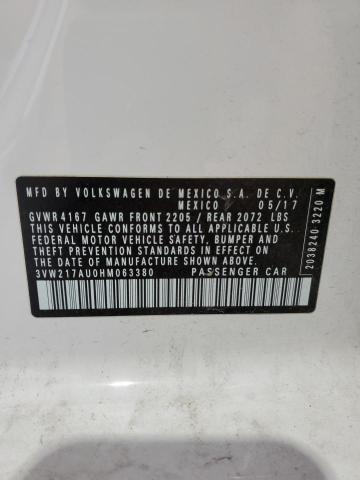 MFD BY VOLKSWAGEN DE MEXICO S.A. DE C.V.
MEXICO 05/17
GVWR 4167 GAWR FRONT 2205 / REAR 2072 LBS
THIS VEHICLE CONFORMS TO ALL APPLICABLE U.S.
FEDERAL MOTOR VEHICLE SAFETY, BUMPER AND
THEFT PREVENTION STANDARDS IN EFFECT ON THE
DATE OF MANUFACTURE SHOWN ABOVE
3VW217AU0HM063380 PASSENGER CAR
2038240 3220 M